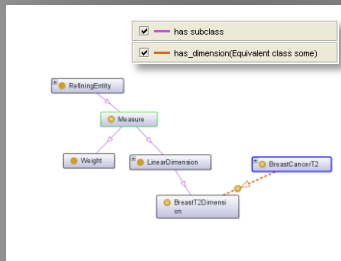 has subclass
has_dimension(Equivalent class some)
RefiningEntity
Measure
Weight
LinearDimension
BreastCancerT2
BreastT2Dimensi
on